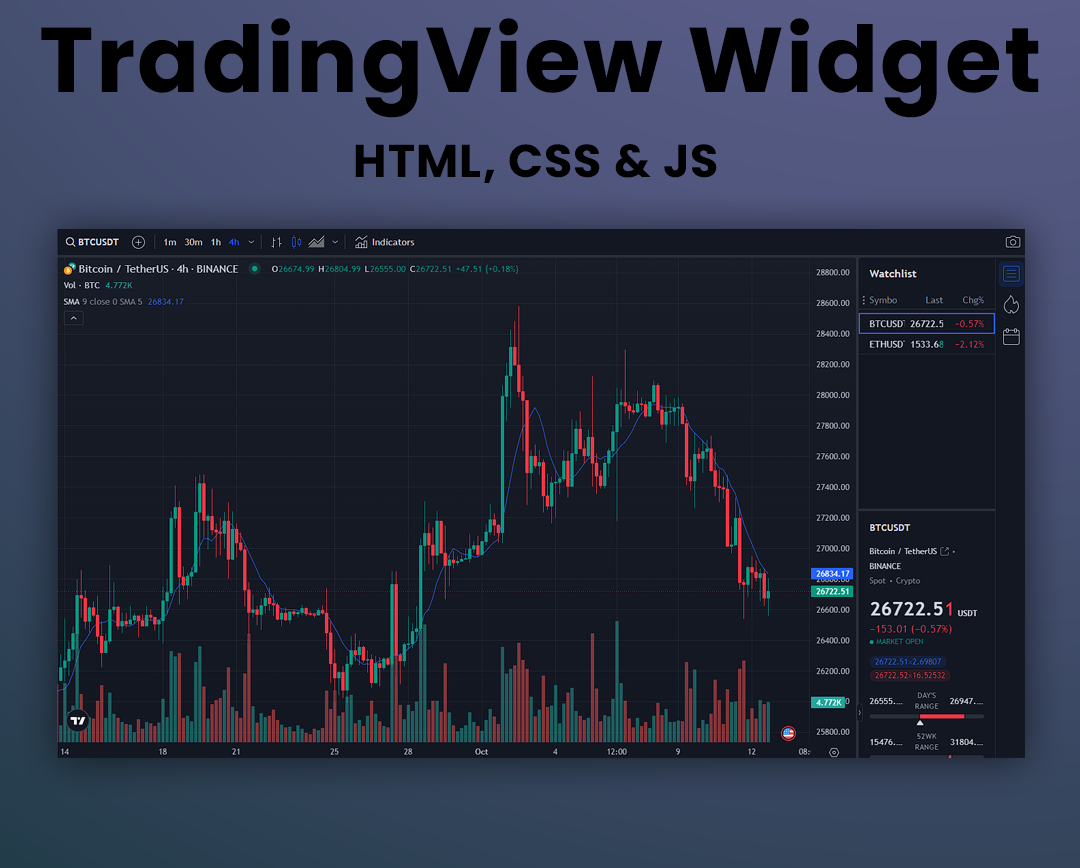 TradingView Widget
HTML, CSS & JS
BTCUSDT 1m 30m 1h 4h Indicators
Bitcoin / TetherUS · 4h · BINANCE O26674.99 H26804.99 L26555.00 C26722.51 +47.51 (+0.18%)
Vol · BTC 4.772K
SMA 9 close 0 SMA 5 26834.17
28800.00
28600.00
28400.00
28200.00
28000.00
27800.00
27600.00
27400.00
27200.00
27000.00
26834.17
26722.51
26600.00
26400.00
26200.00
4.772K
25800.00
14 18 21 25 28 Oct 4 12:00 9 12 08:
Watchlist
Symbo Last Chg%
BTCUSD 26722.5 −0.57%
ETHUSD 1533.68 −2.12%
BTCUSDT
Bitcoin / TetherUS
BINANCE
Spot • Crypto
26722.51 USDT
−153.01 (−0.57%)
MARKET OPEN
26722.51×2.69807
26722.52×16.52532
26555.... DAY'S RANGE 26947....
15476.... 52WK RANGE 31804....